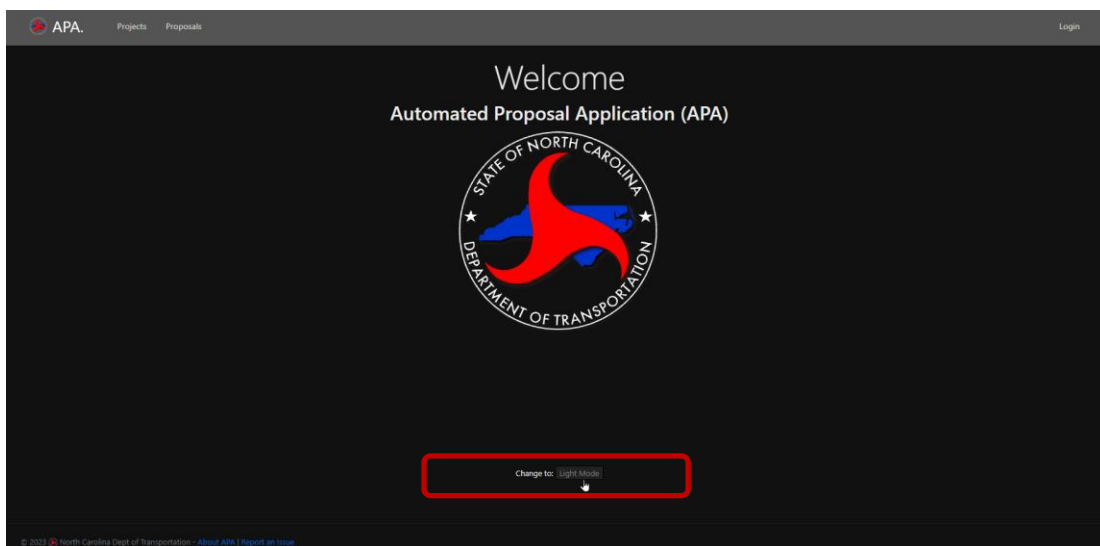 APA. Projects Proposals Login
Welcome
Automated Proposal Application (APA)
STATE OF NORTH CAROLINA
DEPARTMENT OF TRANSPORTATION
Change to: Light Mode
© 2023 North Carolina Dept of Transportation - About APA | Report an issue